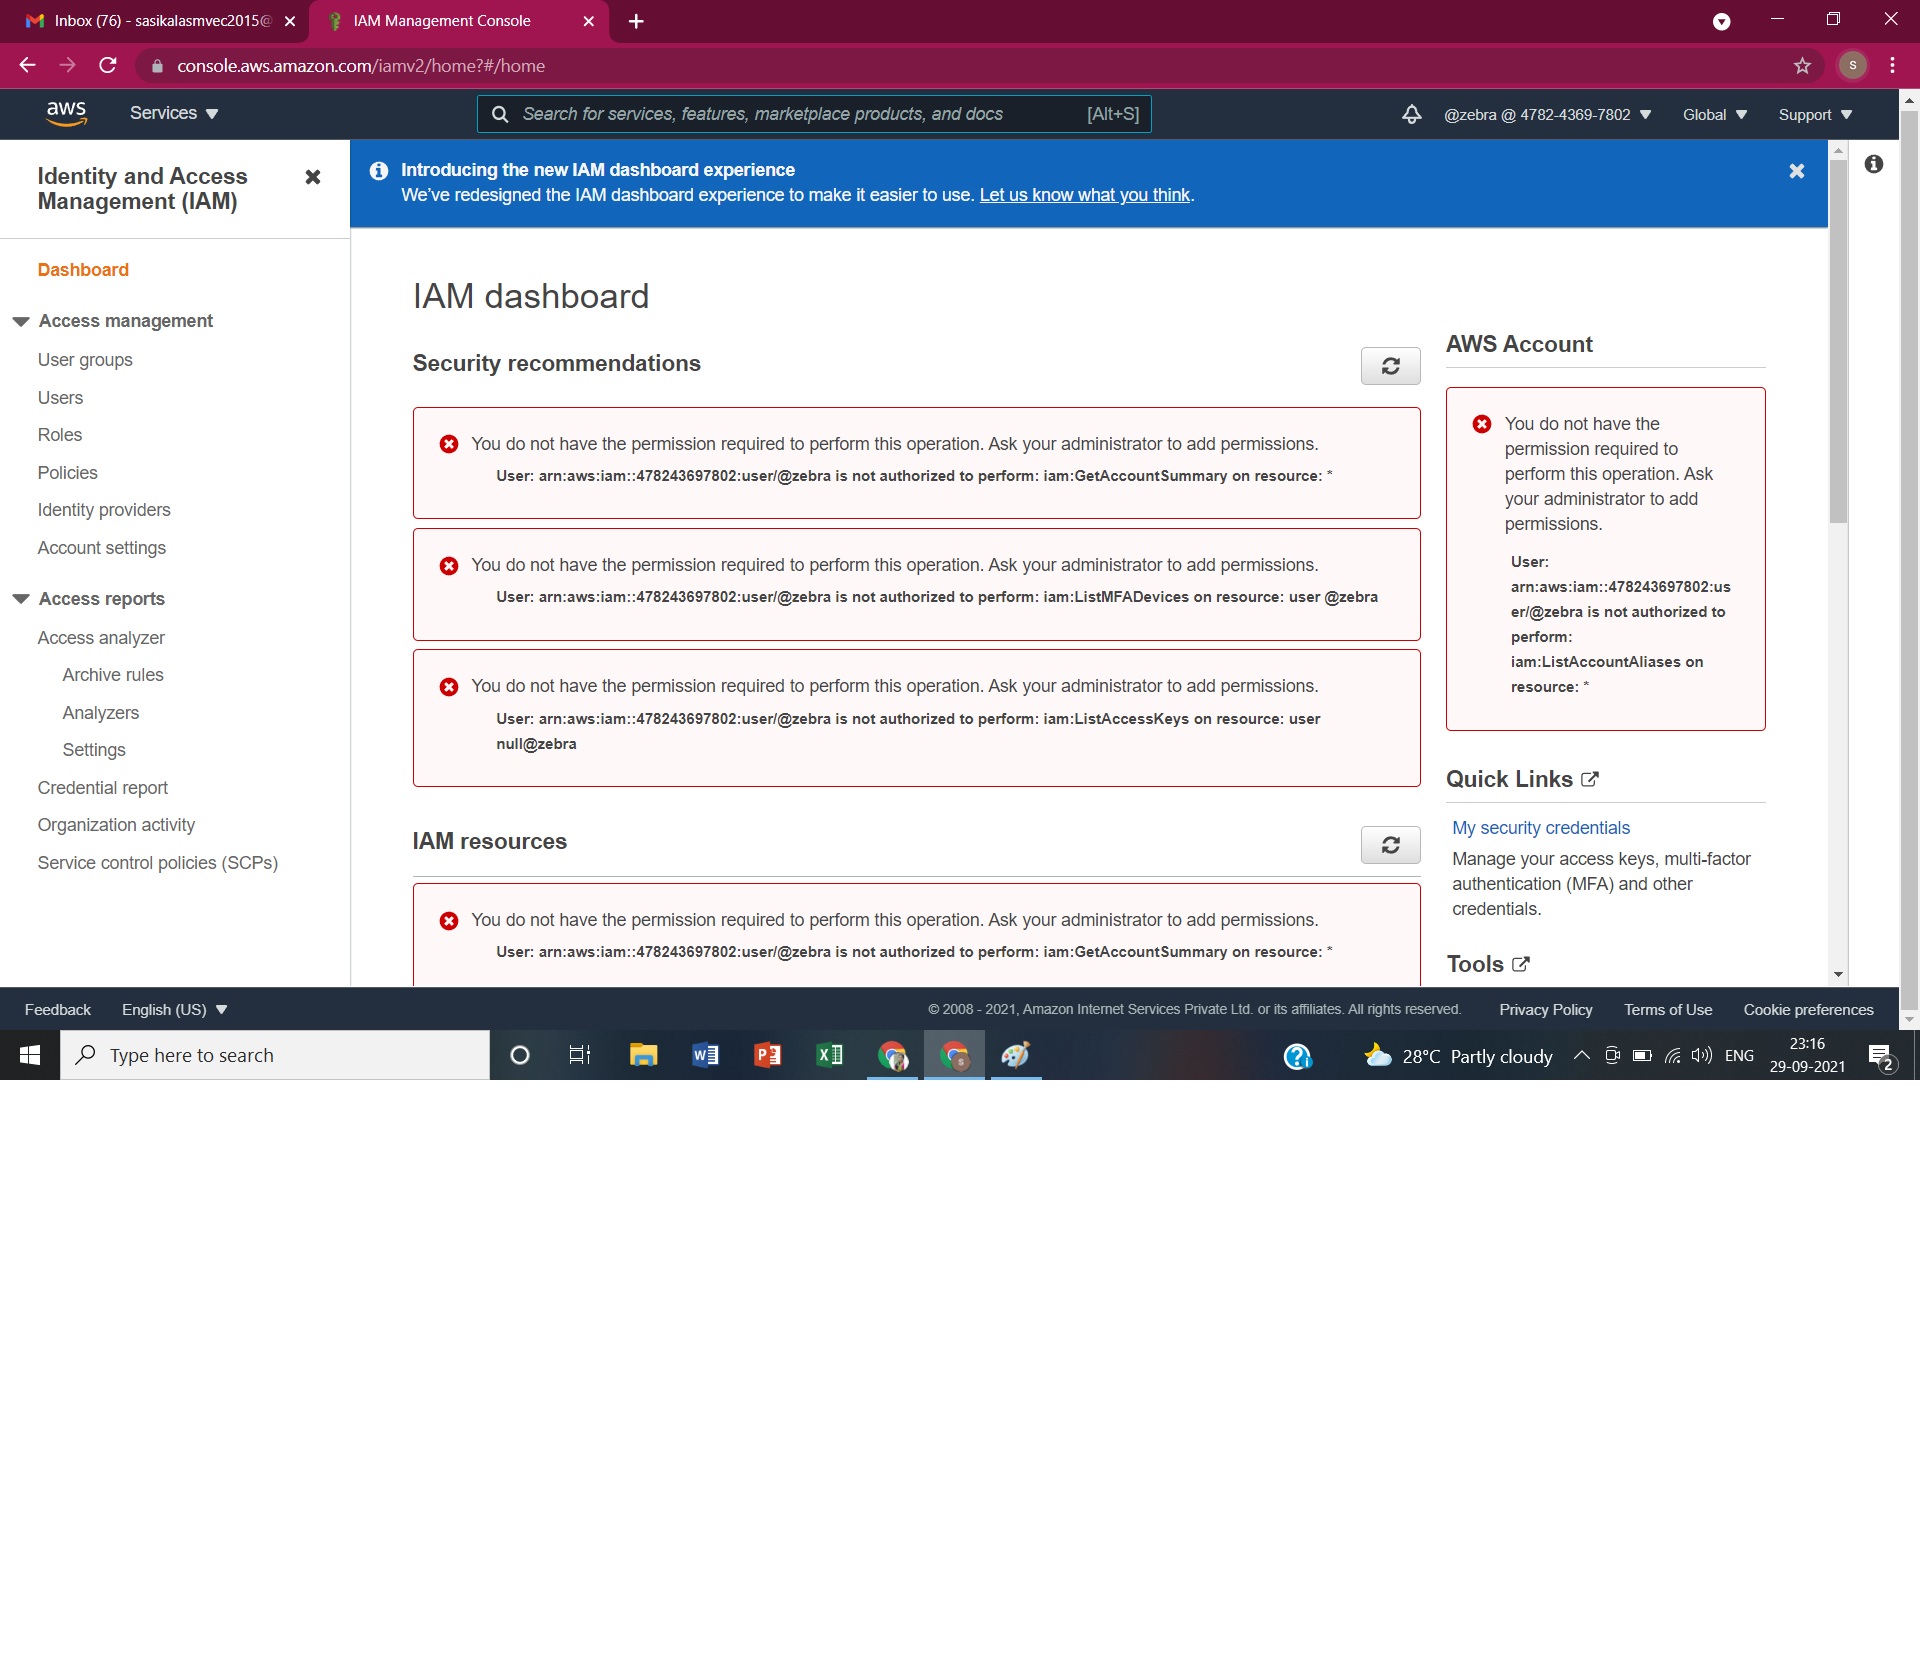 Inbox (76) - sasikalasmvec2015@
IAM Management Console
console.aws.amazon.com/iamv2/home?#/home
S
aws
Services
Search for services, features, marketplace products, and docs
[Alt+S]
@zebra @ 4782-4369-7802
Global
Support
Identity and Access
Management (IAM)
Dashboard
Access management
User groups
Users
Roles
Policies
Identity providers
Account settings
Access reports
Access analyzer
Archive rules
Analyzers
Settings
Credential report
Organization activity
Service control policies (SCPs)
Introducing the new IAM dashboard experience
We've redesigned the IAM dashboard experience to make it easier to use. Let us know what you think.
IAM dashboard
Security recommendations
You do not have the permission required to perform this operation. Ask your administrator to add permissions.
User: arn:aws:iam::478243697802:user/@zebra is not authorized to perform: iam:GetAccountSummary on resource: *
You do not have the permission required to perform this operation. Ask your administrator to add permissions.
User: arn:aws:iam::478243697802:user/@zebra is not authorized to perform: iam:ListMFADevices on resource: user @zebra
You do not have the permission required to perform this operation. Ask your administrator to add permissions.
User: arn:aws:iam::478243697802:user/@zebra is not authorized to perform: iam:ListAccessKeys on resource: user
null@zebra
IAM resources
You do not have the permission required to perform this operation. Ask your administrator to add permissions.
User: arn:aws:iam::478243697802:user/@zebra is not authorized to perform: iam:GetAccountSummary on resource: *
AWS Account
You do not have the
permission required to
perform this operation. Ask
your administrator to add
permissions.
User:
arn:aws:iam::478243697802:us
er/@zebra is not authorized to
perform:
iam:ListAccountAliases on
resource: *
Quick Links
My security credentials
Manage your access keys, multi-factor
authentication (MFA) and other
credentials.
Tools
Feedback
English (US)
© 2008 - 2021, Amazon Internet Services Private Ltd. or its affiliates. All rights reserved.
Privacy Policy
Terms of Use
Cookie preferences
Type here to search
28°C Partly cloudy
ENG
23:16
29-09-2021
2